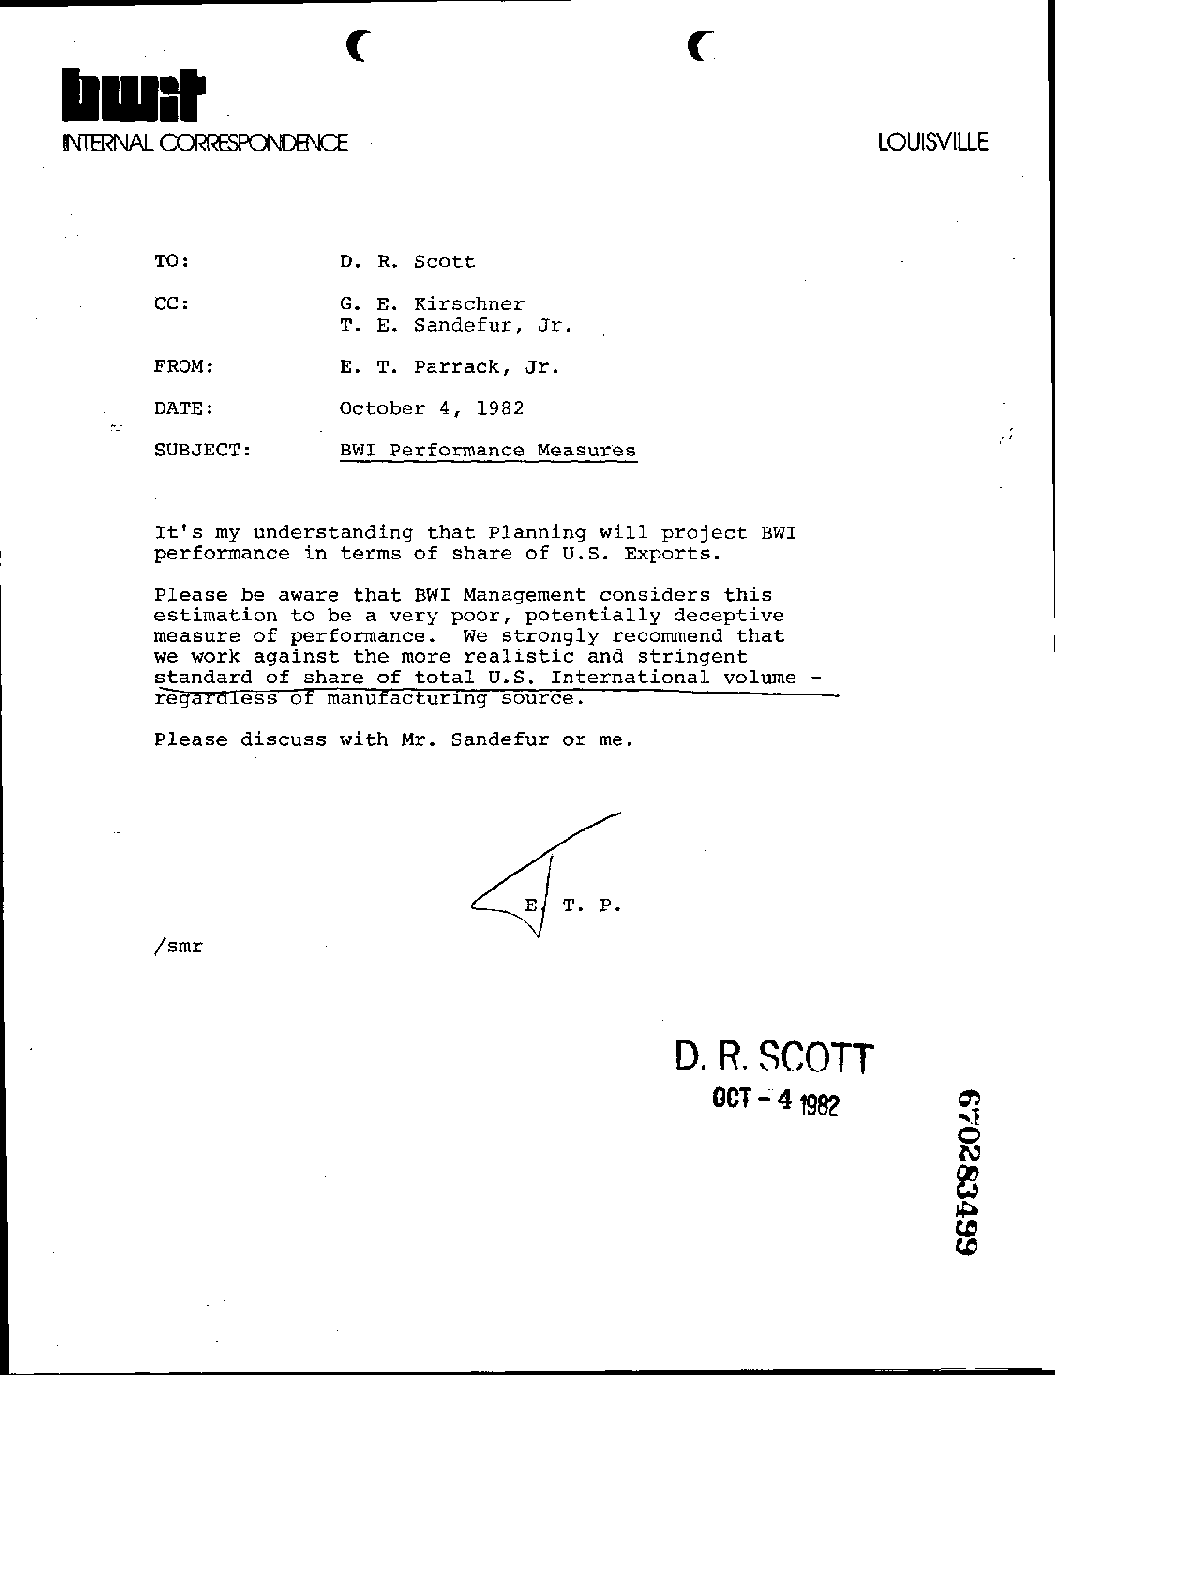 bwit
INTERNAL CORRESPONDENCE LOUISVILLE
TO: D. R. Scott
CC: G. E. Kirschner
T. E. Sandefur, Jr.
FROM: E. T. Parrack, Jr.
DATE: October 4, 1982
SUBJECT: BWI Performance Measures
It's my understanding that Planning will project BWI
performance in terms of share of U.S. Exports.
Please be aware that BWI Management considers this
estimation to be a very poor, potentially deceptive
measure of performance. We strongly recommend that
we work against the more realistic and stringent
standard of share of total U.S. International volume -
regardless of manufacturing source.
Please discuss with Mr. Sandefur or me.
E. T. P.
/smr
D. R. SCOTT
OCT - 4 1982
670283499